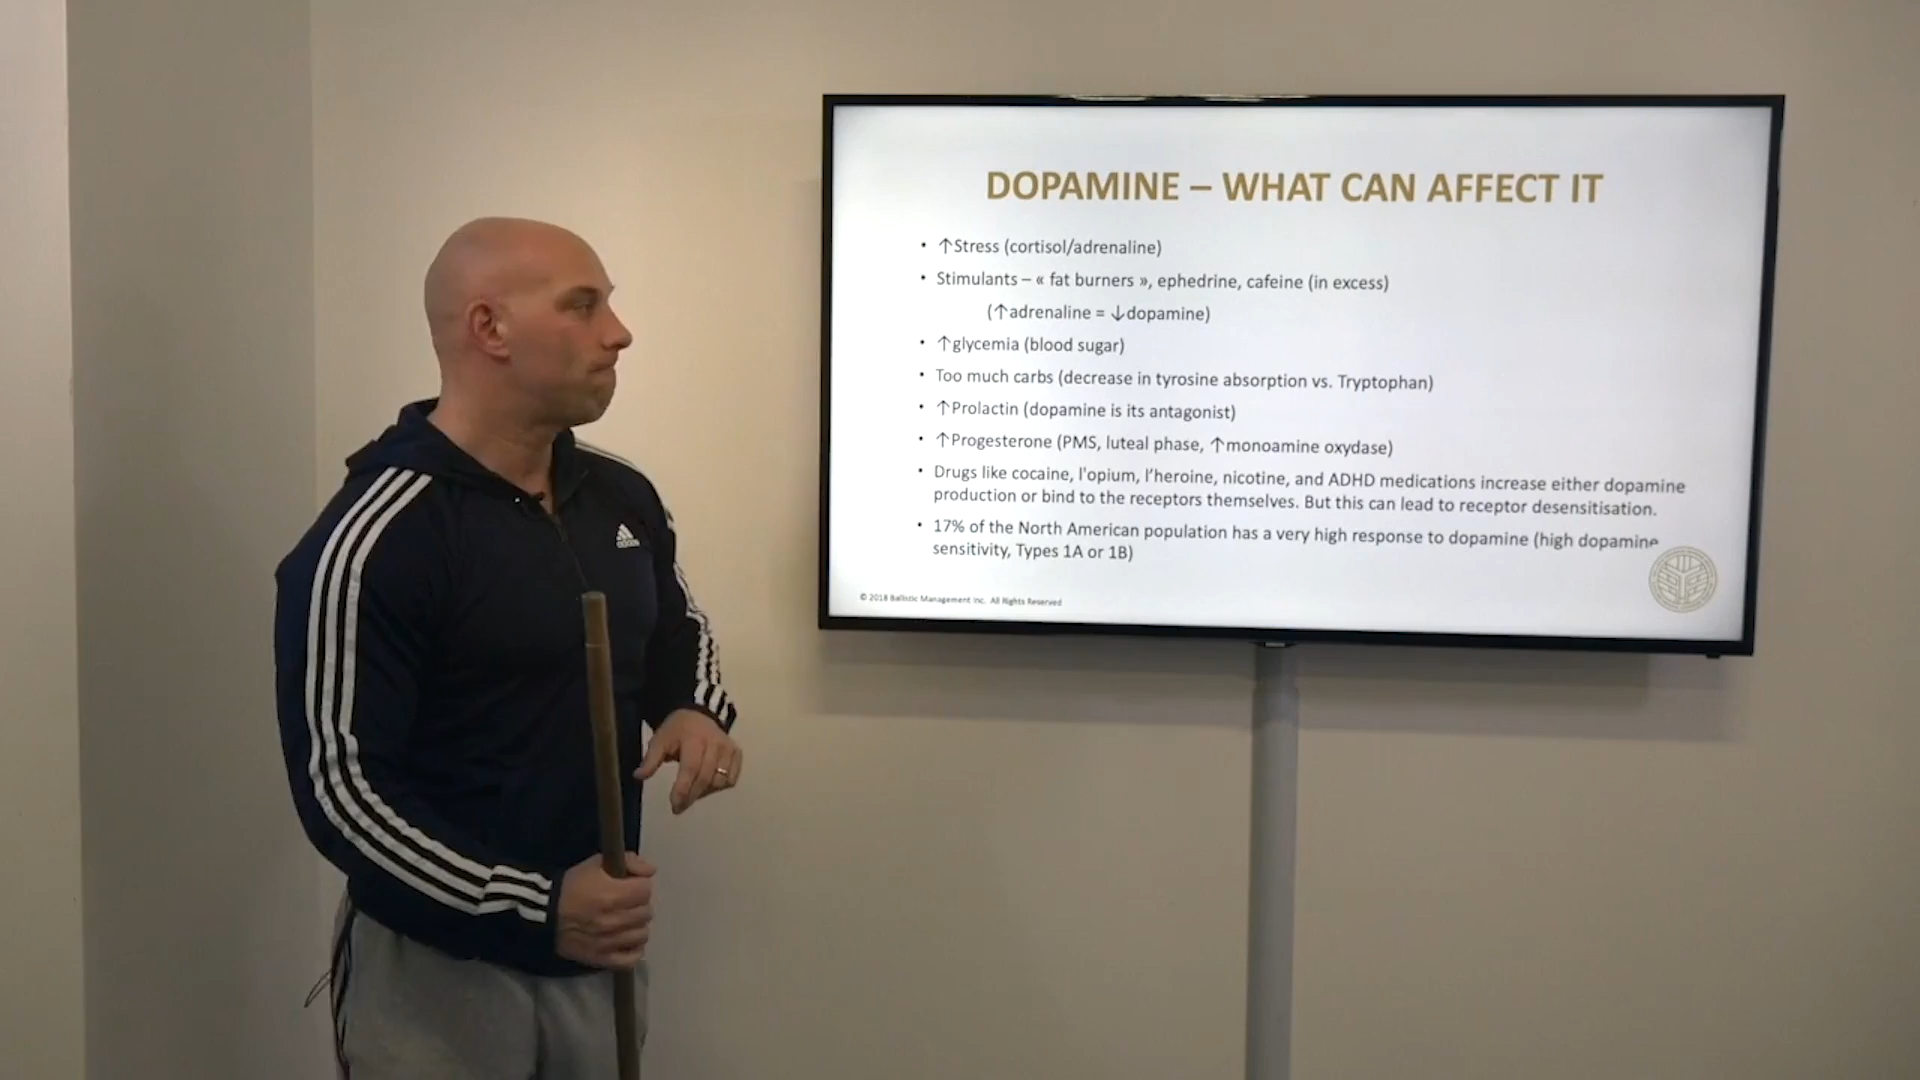 DOPAMINE – WHAT CAN AFFECT IT
• ↑Stress (cortisol/adrenaline)
• Stimulants – « fat burners », ephedrine, cafeine (in excess)
(↑adrenaline = ↓dopamine)
• ↑glycemia (blood sugar)
• Too much carbs (decrease in tyrosine absorption vs. Tryptophan)
• ↑Prolactin (dopamine is its antagonist)
• ↑Progesterone (PMS, luteal phase, ↑monoamine oxydase)
• Drugs like cocaine, l'opium, l’heroine, nicotine, and ADHD medications increase either dopamine
production or bind to the receptors themselves. But this can lead to receptor desensitisation.
• 17% of the North American population has a very high response to dopamine (high dopamine
sensitivity, Types 1A or 1B)
© 2018 Ballistic Management Inc. All Rights Reserved
adidas